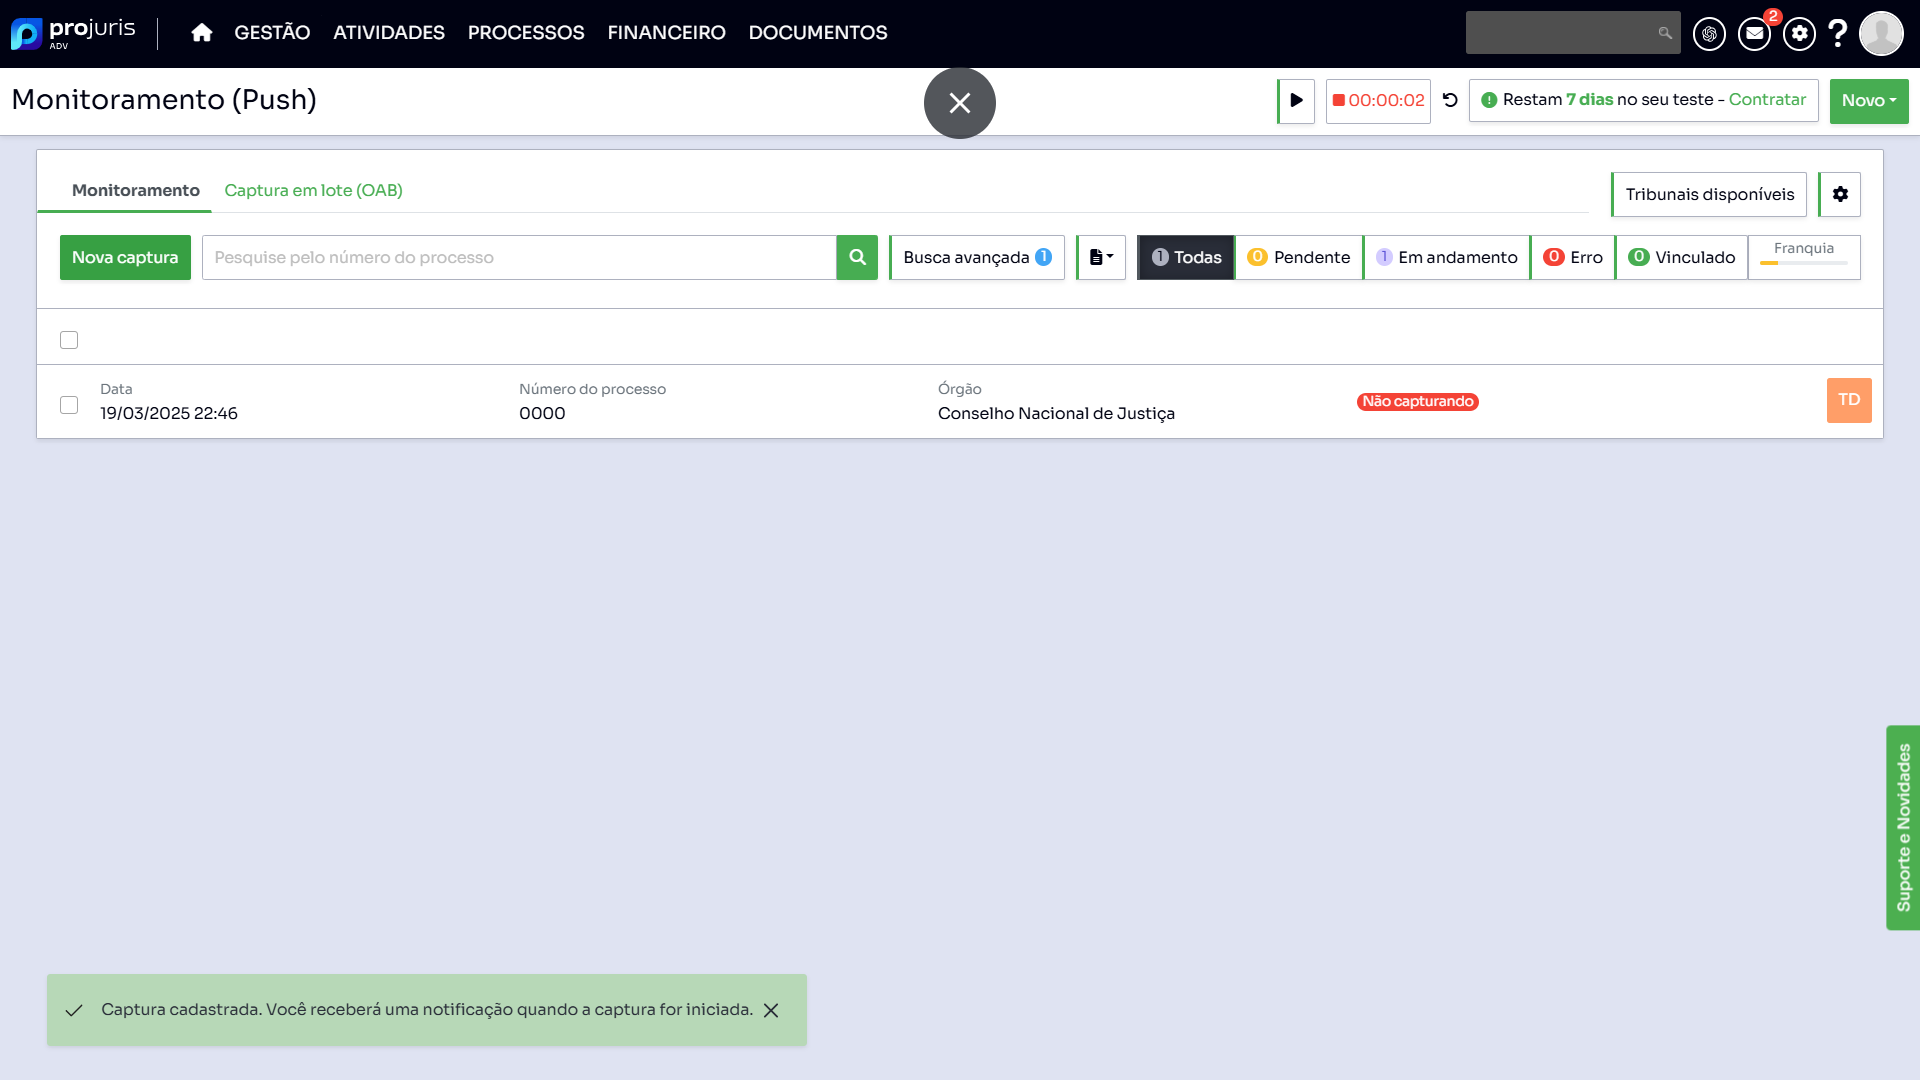 projuris
ADV
GESTÃO
ATIVIDADES
PROCESSOS
FINANCEIRO
DOCUMENTOS
2
?
Monitoramento (Push)
00:00:02
Restam 7 dias no seu teste - Contratar
Novo
Monitoramento
Captura em lote (OAB)
Tribunais disponíveis
Nova captura
Pesquise pelo número do processo
Busca avançada 1
1 Todas
0 Pendente
1 Em andamento
0 Erro
0 Vinculado
Franquia
Data
19/03/2025 22:46
Número do processo
0000
Órgão
Conselho Nacional de Justiça
Não capturando
TD
Suporte e Novidades
Captura cadastrada. Você receberá uma notificação quando a captura for iniciada.